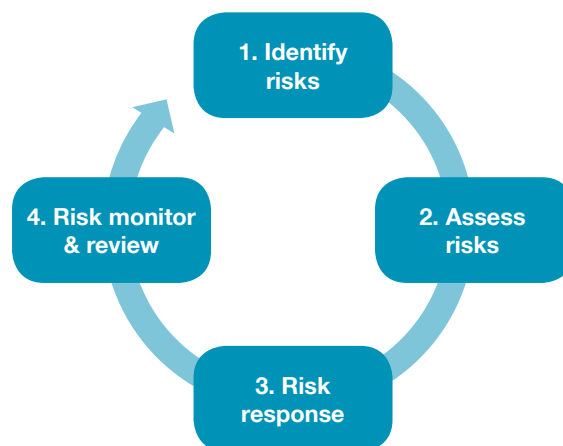 1. Identify
risks
2. Assess
risks
3. Risk
response
4. Risk monitor
& review